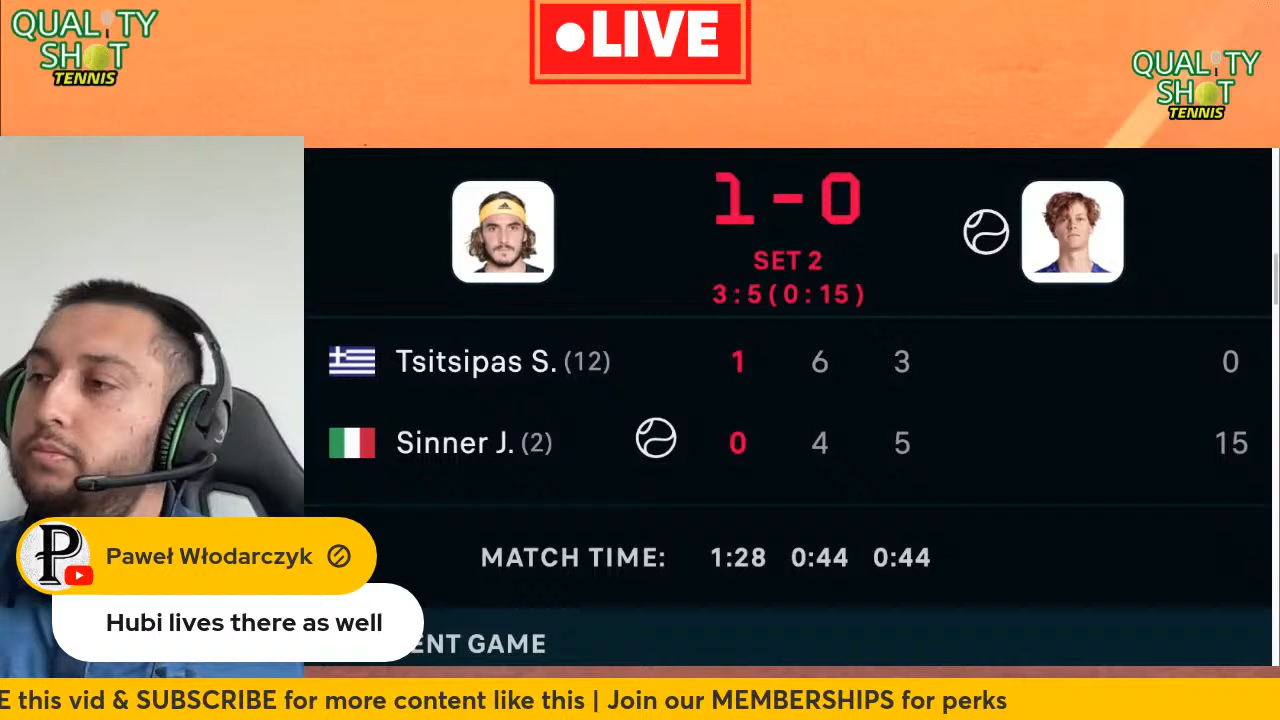 QUALITY
SHOT
TENNIS
LIVE
QUALITY
SHOT
TENNIS
1 - 0
SET 2
3 : 5 ( 0 : 15 )
Tsitsipas S. (12) 1 6 3 0
Sinner J. (2) 0 4 5 15
MATCH TIME: 1:28 0:44 0:44
ENT GAME
P
Paweł Włodarczyk
Hubi lives there as well
E this vid & SUBSCRIBE for more content like this | Join our MEMBERSHIPS for perks